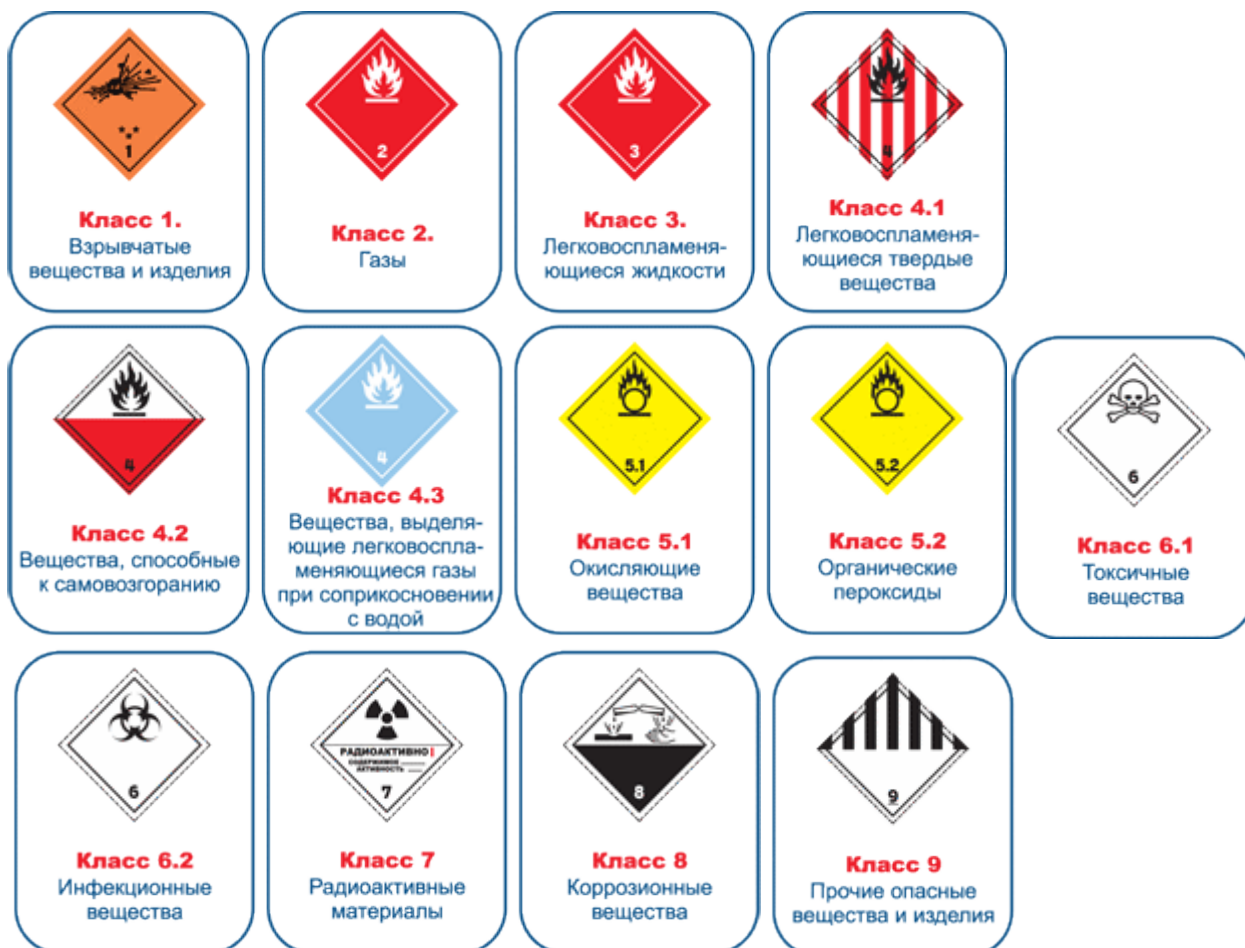 1
Класс 1.
Взрывчатые
вещества и изделия
2
Класс 2.
Газы
3
Класс 3.
Легковоспламеня-
ющиеся жидкости
4
Класс 4.1
Легковоспламеня-
ющиеся твердые
вещества
4
Класс 4.2
Вещества, способные
к самовозгоранию
4
Класс 4.3
Вещества, выделя-
ющие легковоспла-
меняющиеся газы
при соприкосновении
с водой
5.1
Класс 5.1
Окисляющие
вещества
5.2
Класс 5.2
Органические
пероксиды
6
Класс 6.1
Токсичные
вещества
6
Класс 6.2
Инфекционные
вещества
РАДИОАКТИВНО I
СОДЕРЖИМОЕ
АКТИВНОСТЬ
7
Класс 7
Радиоактивные
материалы
8
Класс 8
Коррозионные
вещества
9
Класс 9
Прочие опасные
вещества и изделия